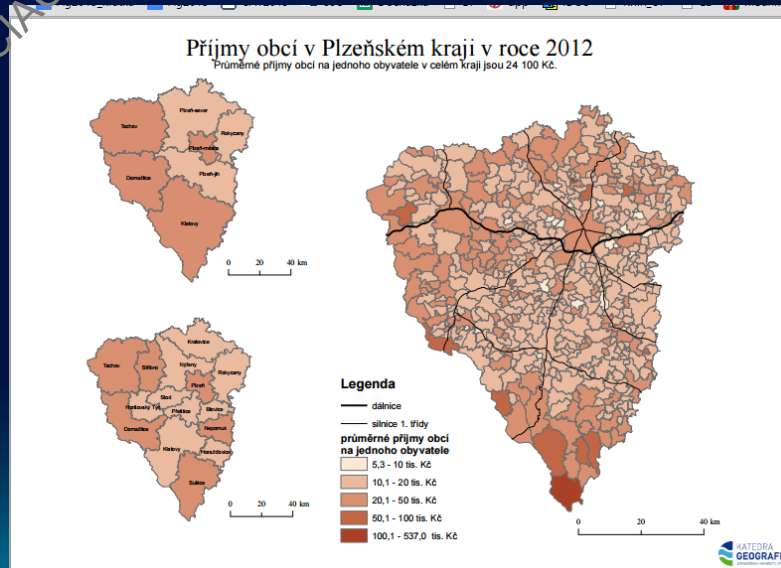 Příjmy obcí v Plzeňském kraji v roce 2012
Průměrné příjmy obcí na jednoho obyvatele v celém kraji jsou 24 100 Kč.
Tachov
Plzeň-sever
Rokycany
Plzeň-město
Plzeň-jih
Domažlice
Klatovy
0 20 40 km
Kralovice
Tachov
Stříbro
Nýřany
Plzeň
Rokycany
Stod
Horšovský Týn
Přeštice
Blovice
Domažlice
Nepomuk
Klatovy
Horažďovice
Sušice
0 20 40 km
Legenda
dálnice
silnice 1. třídy
průměrné příjmy obcí
na jednoho obyvatele
5,3 - 10 tis. Kč
10,1 - 20 tis. Kč
20,1 - 50 tis. Kč
50,1 - 100 tis. Kč
100,1 - 537,0 tis. Kč
0 20 40 km
KATEDRA
GEOGRAFI